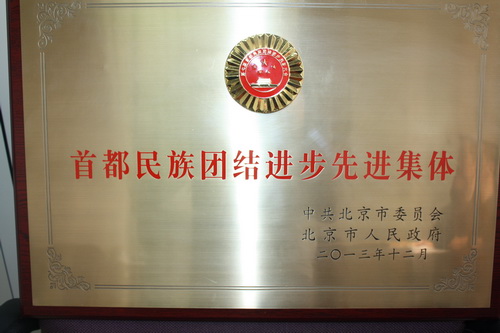 首都民族团结进步先进集体
中共北京市委员会
北京市人民政府
二〇一三年十二月